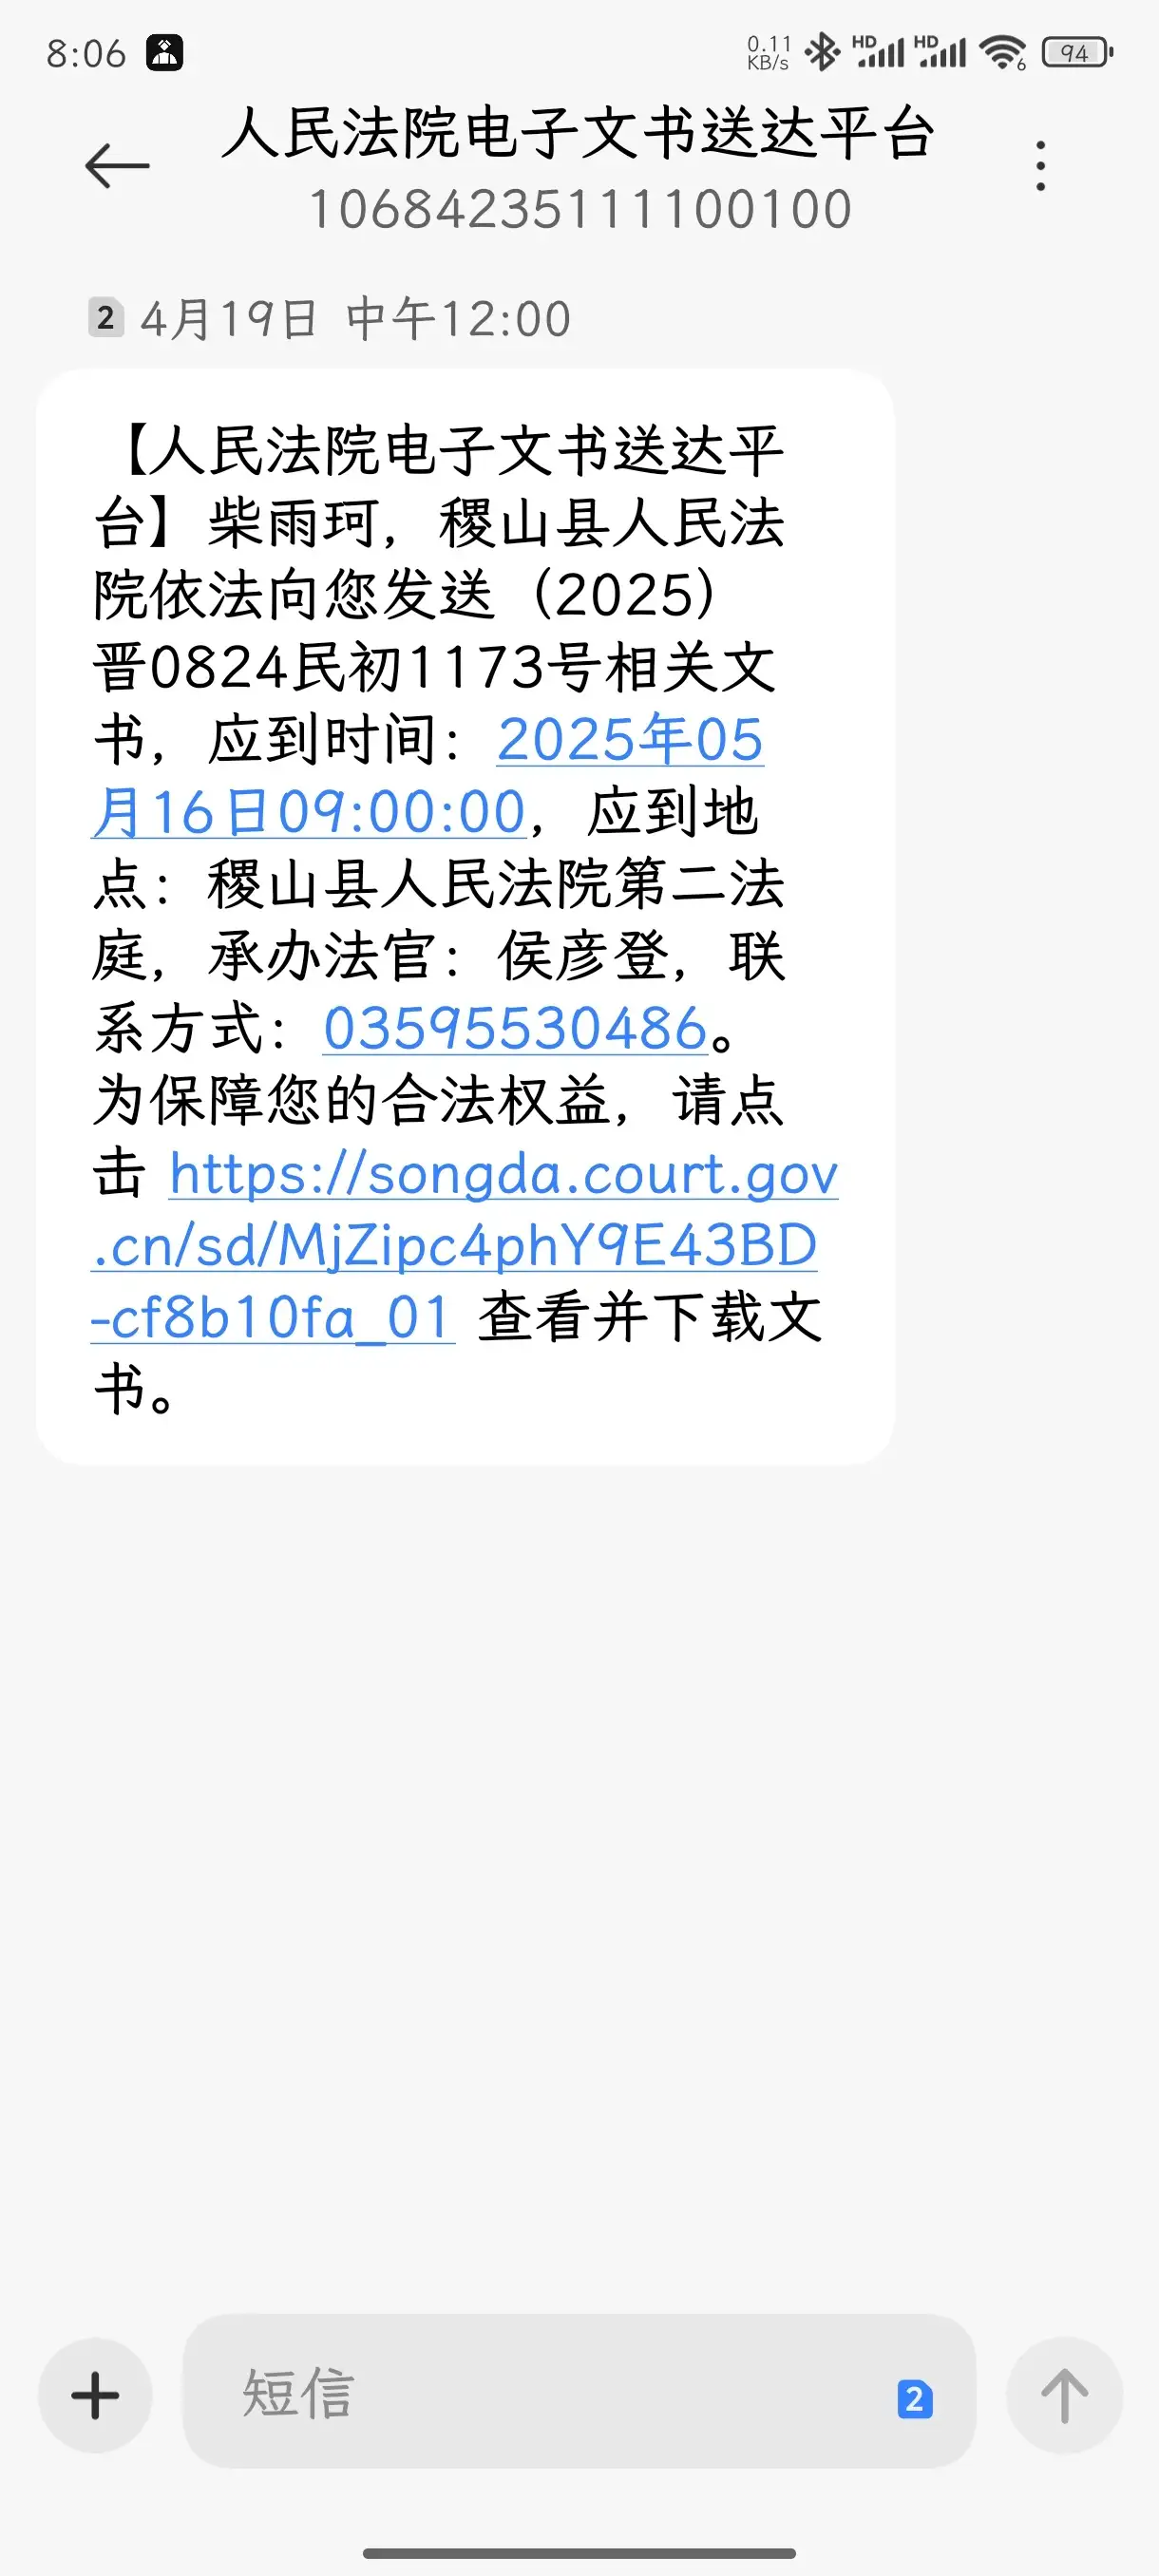 8:06
0.11
KB/s
HD
HD
6
94
人民法院电子文书送达平台
10684235111100100
2 4月19日 中午12:00
【人民法院电子文书送达平
台】柴雨珂，稷山县人民法
院依法向您发送（2025）
晋0824民初1173号相关文
书，应到时间：2025年05
月16日09:00:00，应到地
点：稷山县人民法院第二法
庭，承办法官：侯彦登，联
系方式：03595530486。
为保障您的合法权益，请点
击 https://songda.court.gov
.cn/sd/MjZipc4phY9E43BD
-cf8b10fa_01 查看并下载文
书。
短信
2